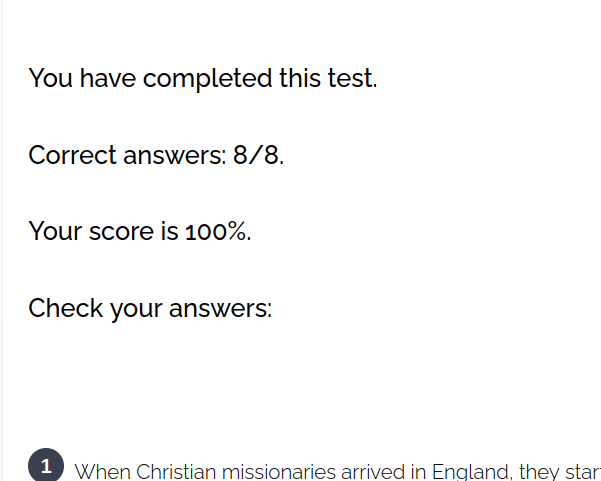 You have completed this test.
Correct answers: 8/8.
Your score is 100%.
Check your answers:
1 When Christian missionaries arrived in England, they star